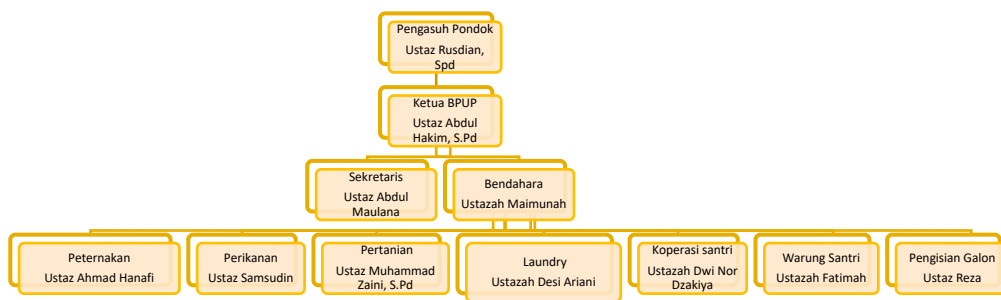 Pengasuh Pondok
Ustaz Rusdian,
Spd
Ketua BPUP
Ustaz Abdul
Hakim, S.Pd
Sekretaris
Ustaz Abdul
Maulana
Bendahara
Ustazah Maimunah
Peternakan
Ustaz Ahmad Hanafi
Perikanan
Ustaz Samsudin
Pertanian
Ustaz Muhammad
Zaini, S.Pd
Laundry
Ustazah Desi Ariani
Koperasi santri
Ustazah Dwi Nor
Dzakiya
Warung Santri
Ustazah Fatimah
Pengisian Galon
Ustaz Reza